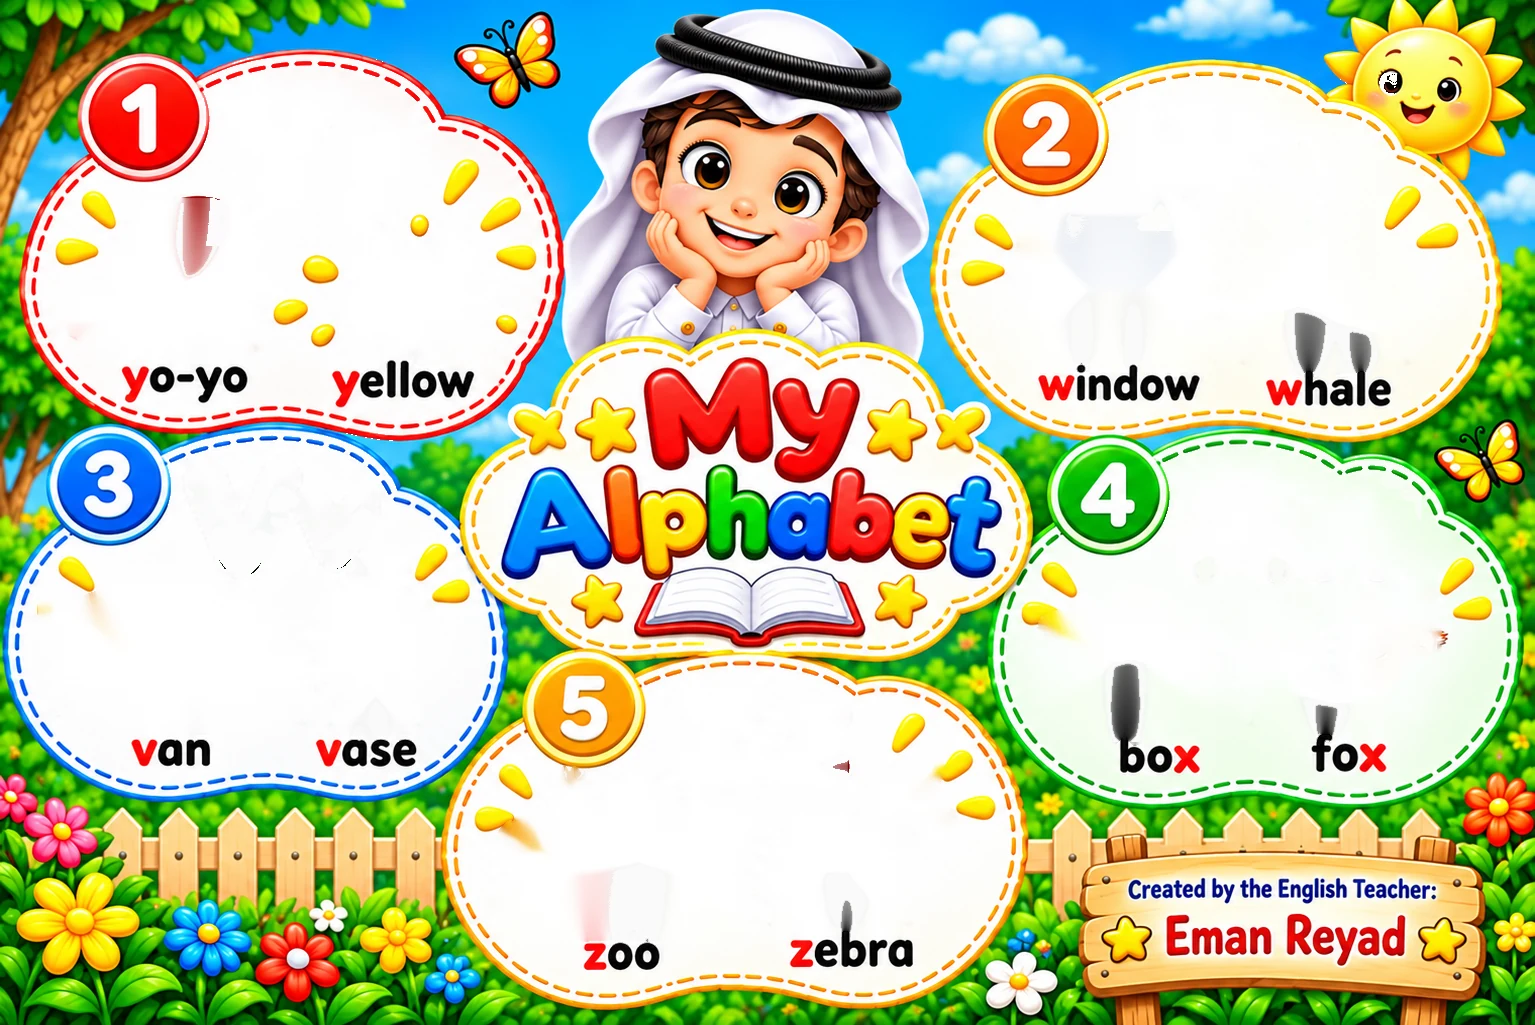 1
yo-yo yellow
2
window whale
My
Alphabet
3
van vase
4
box fox
5
zoo zebra
Created by the English Teacher:
Eman Reyad